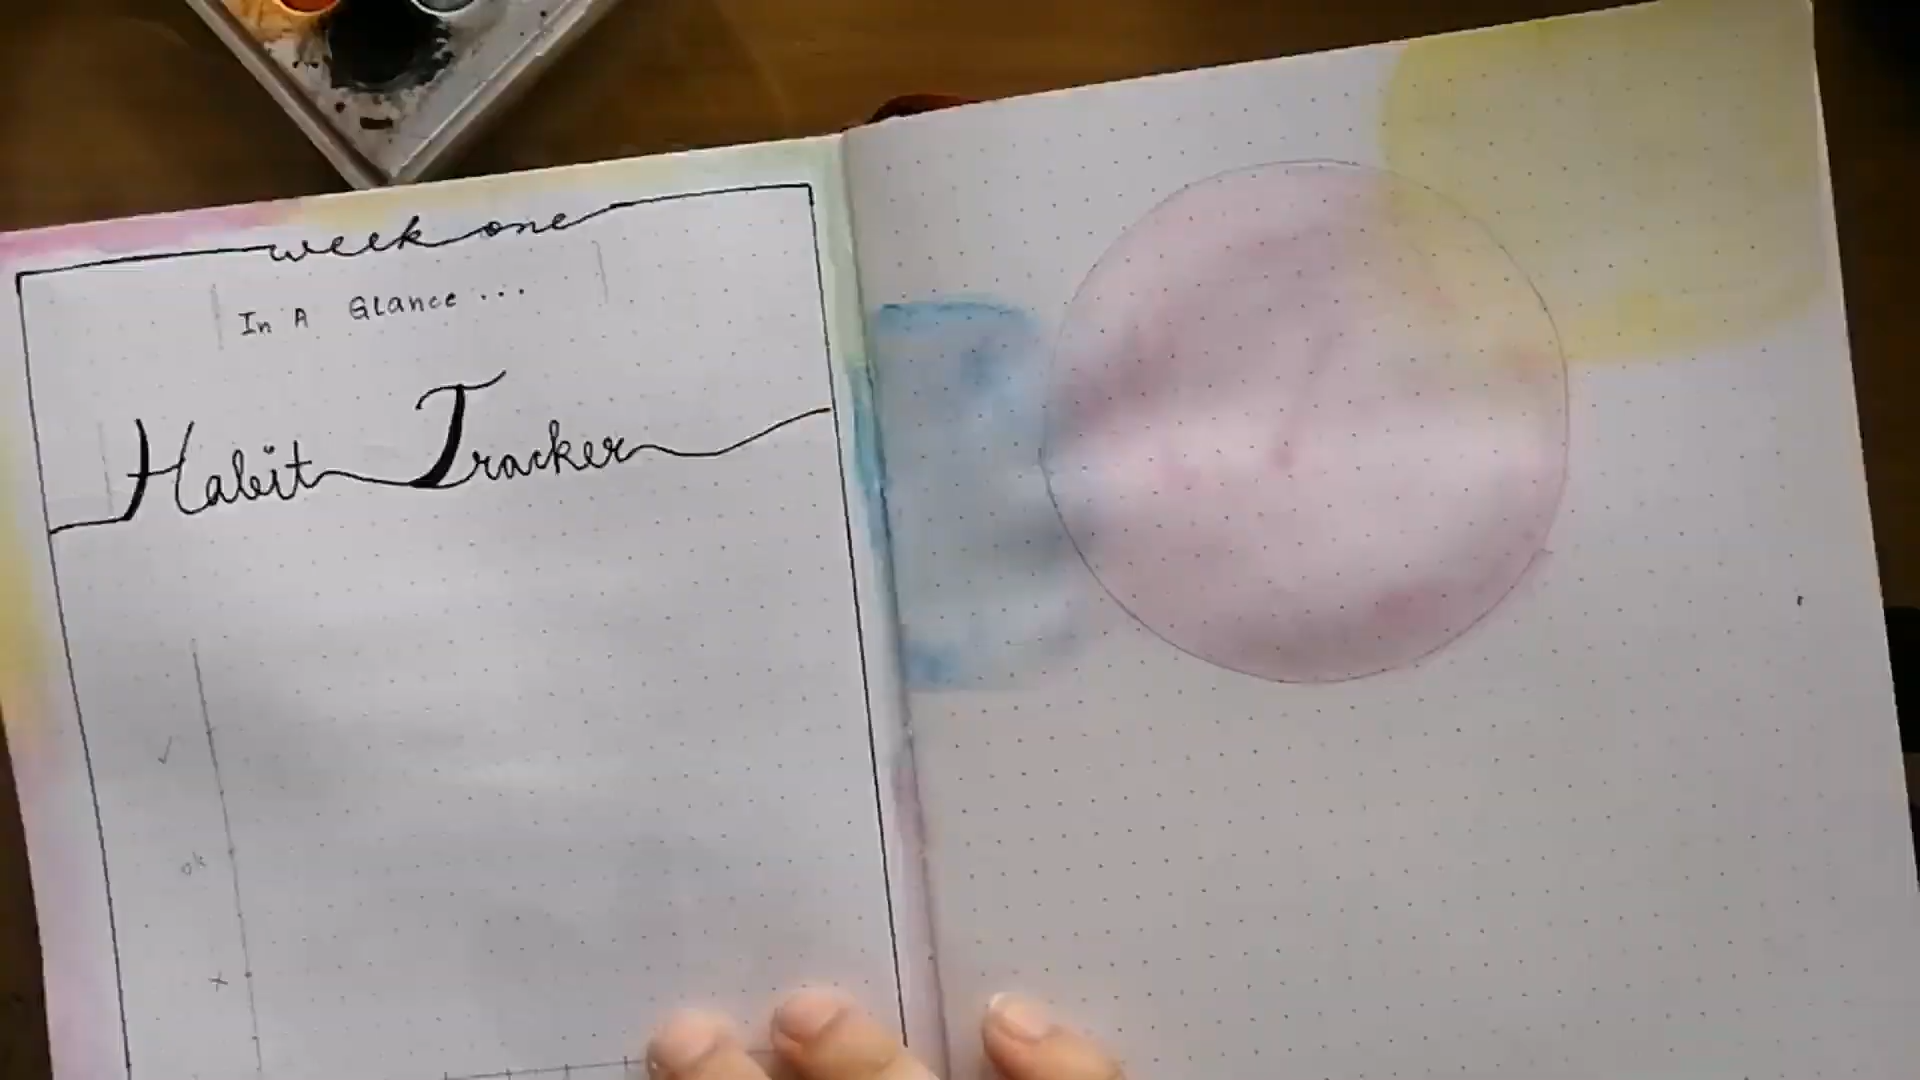 week one
In A Glance ...
Habit Tracker
✓
ok
x